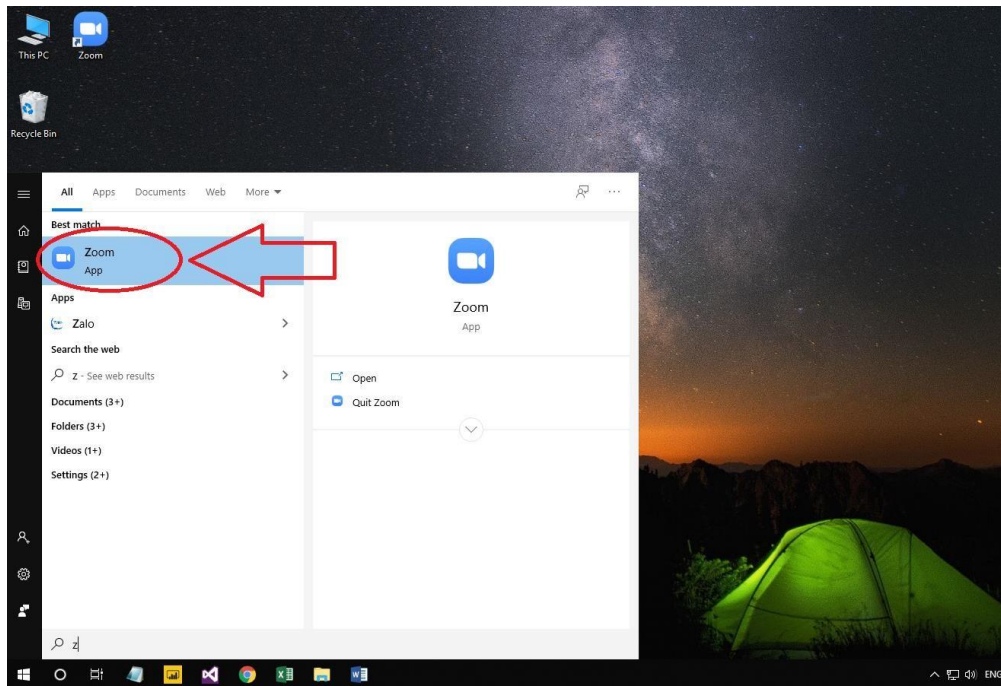 This PC
Zoom
Recycle Bin
All Apps Documents Web More
Best match
Zoom
App
Apps
Zalo
Search the web
z - See web results
Documents (3+)
Folders (3+)
Videos (1+)
Settings (2+)
Zoom
App
Open
Quit Zoom
z
ENG